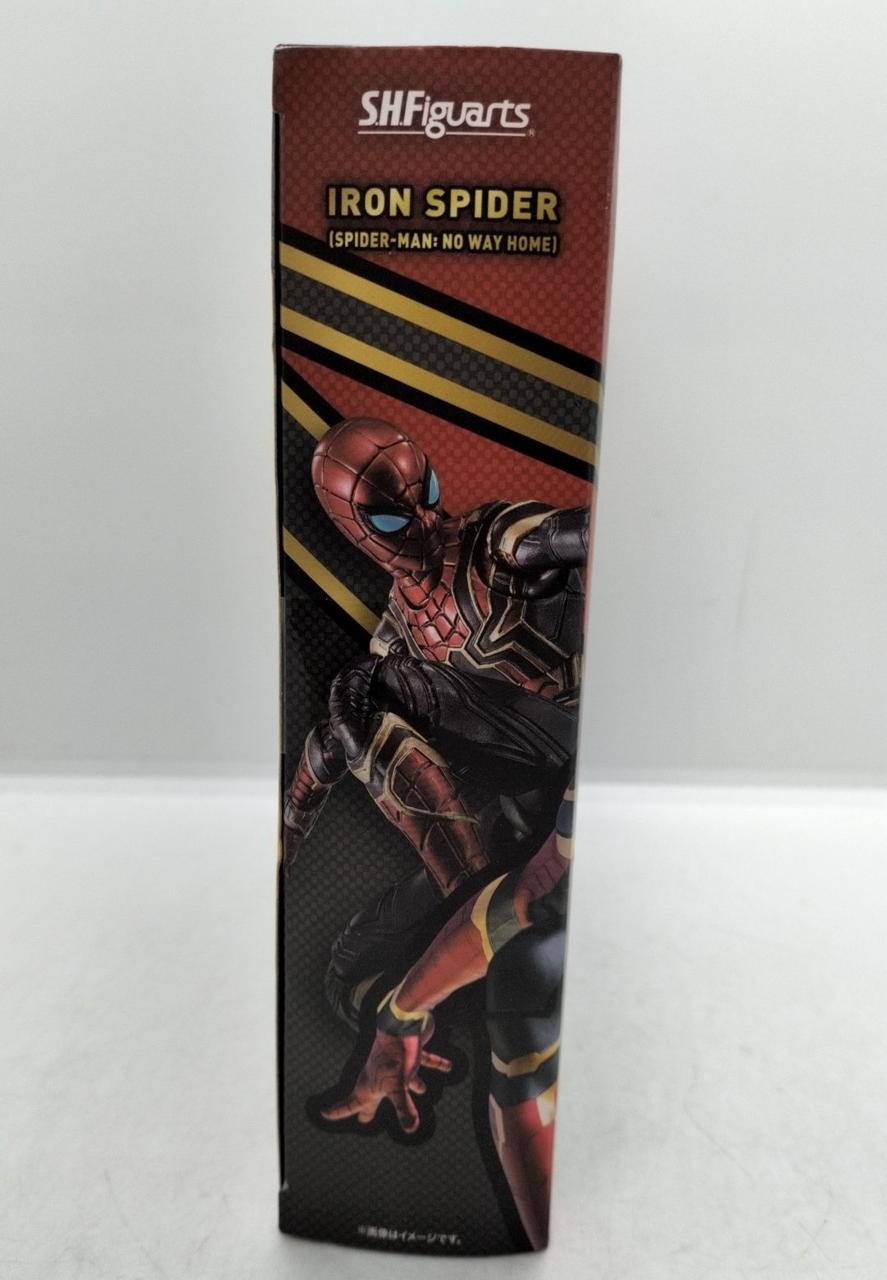 S.H.Figuarts®
IRON SPIDER
(SPIDER-MAN: NO WAY HOME)
※画像はイメージです。